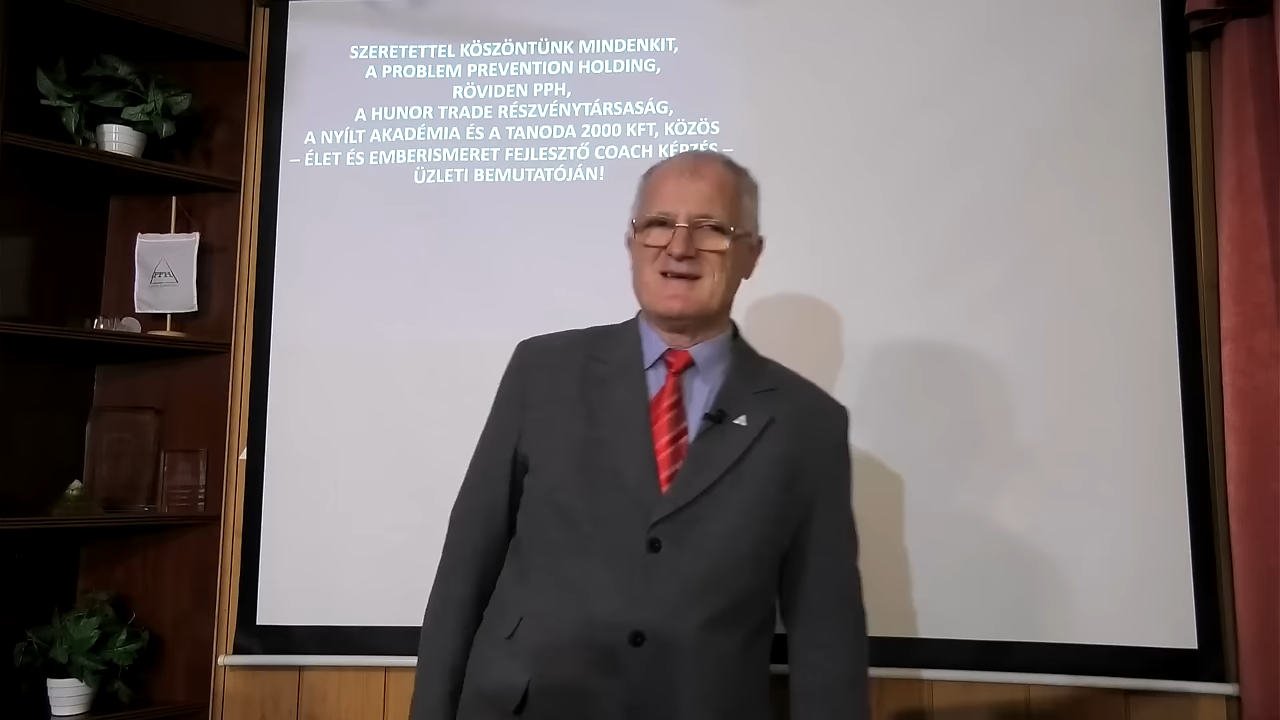 SZERETETTEL KÖSZÖNTÜNK MINDENKIT,
A PROBLEM PREVENTION HOLDING,
RÖVIDEN PPH,
A HUNOR TRADE RÉSZVÉNYTÁRSASÁG,
A NYÍLT AKADÉMIA ÉS A TANODA 2000 KFT, KÖZÖS
– ÉLET ÉS EMBERISMERET FEJLESZTŐ COACH KÉPZÉS –
ÜZLETI BEMUTATÓJÁN!